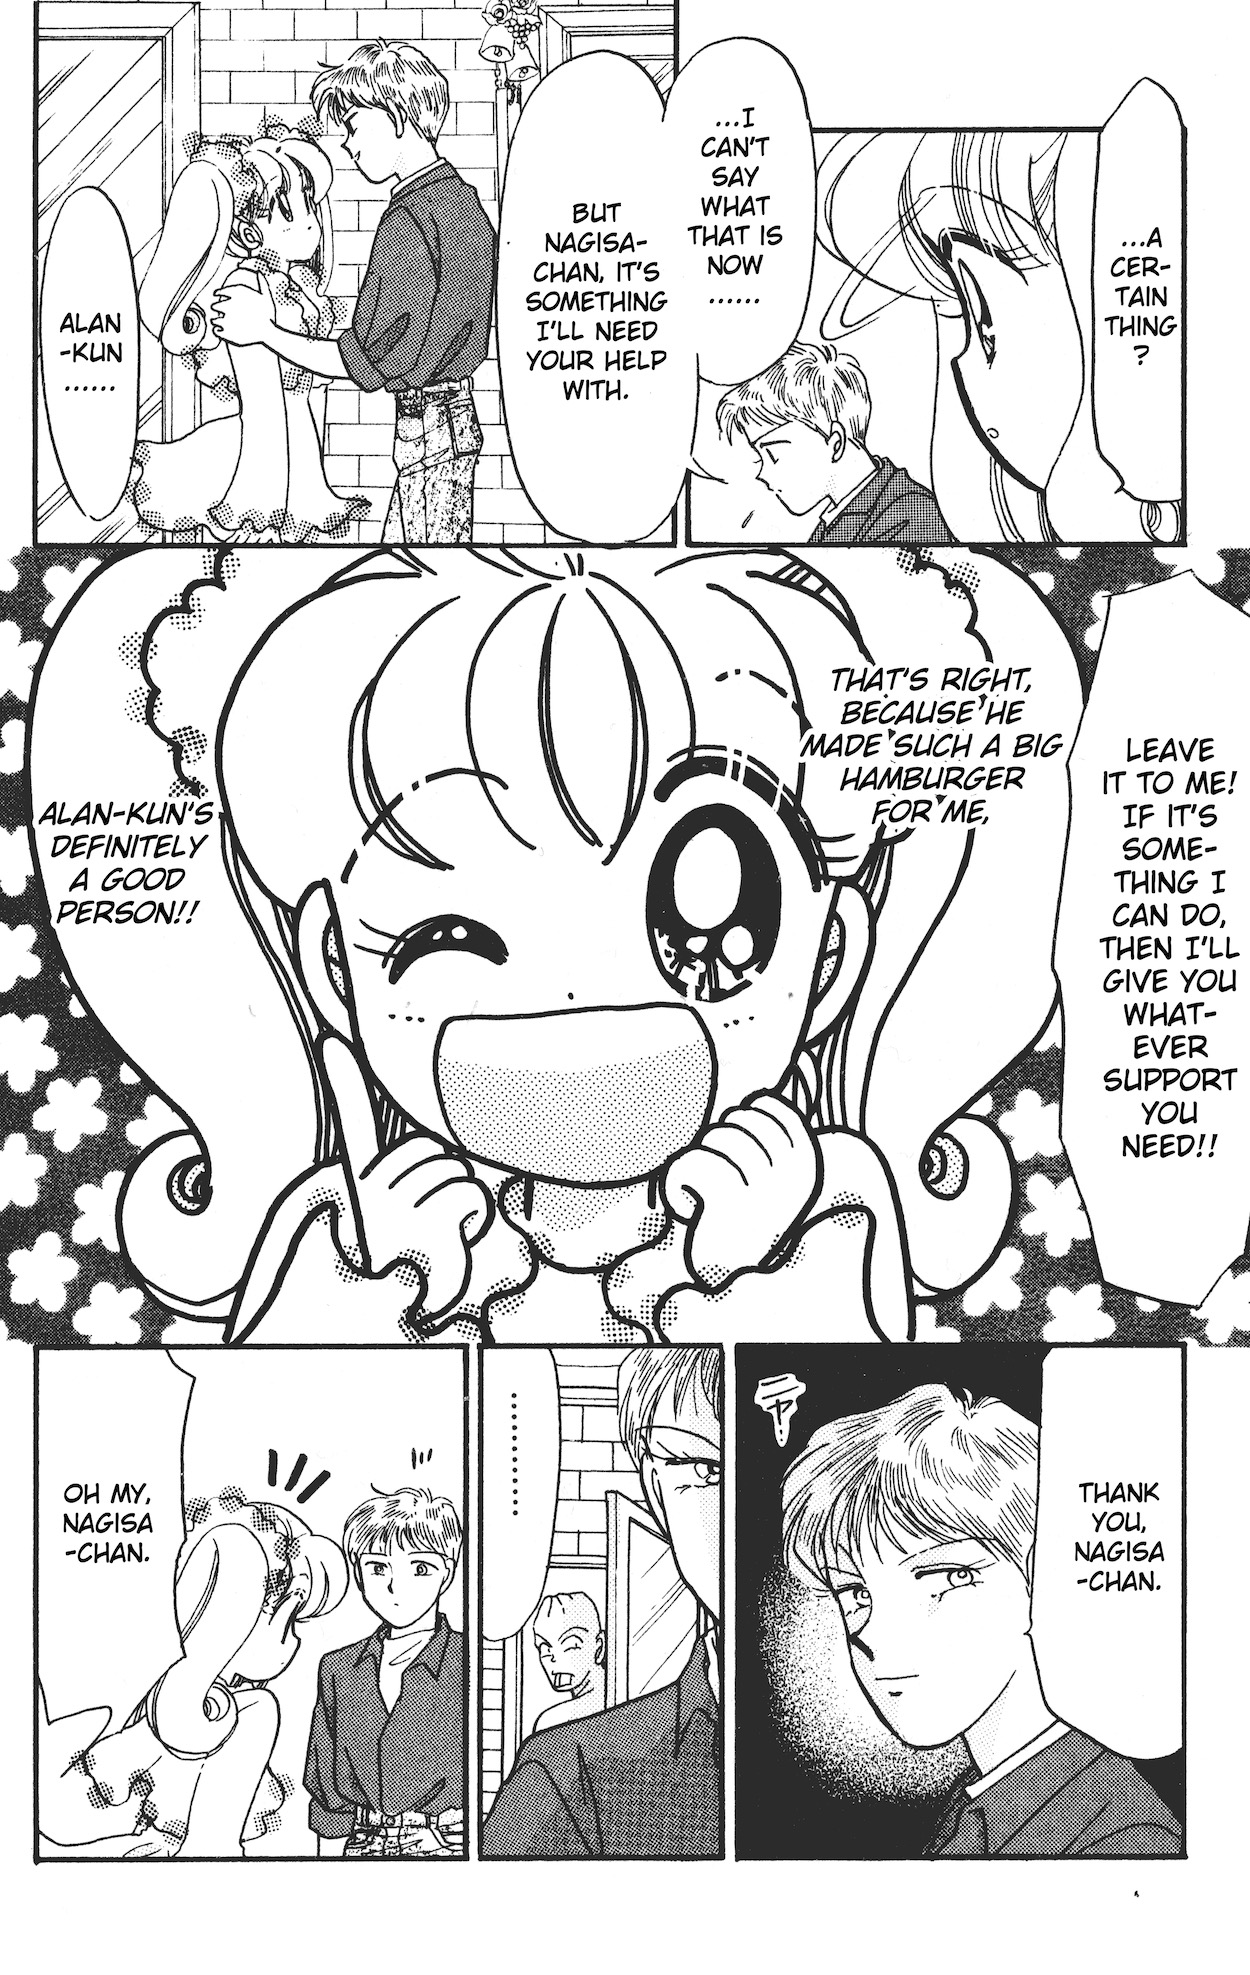 ...A
CER-
TAIN
THING
?
...I
CAN'T
SAY
WHAT
THAT IS
NOW
......
BUT
NAGISA-
CHAN, IT'S
SOMETHING
I'LL NEED
YOUR HELP
WITH.
ALAN
-KUN
......
LEAVE
IT TO ME!
IF IT'S
SOME-
THING I
CAN DO,
THEN I'LL
GIVE YOU
WHAT-
EVER
SUPPORT
YOU
NEED!!
THAT'S RIGHT,
BECAUSE HE
MADE SUCH A BIG
HAMBURGER
FOR ME,
ALAN-KUN'S
DEFINITELY
A GOOD
PERSON!!
THANK
YOU,
NAGISA
-CHAN.
ニヤ
.........
OH MY,
NAGISA
-CHAN.